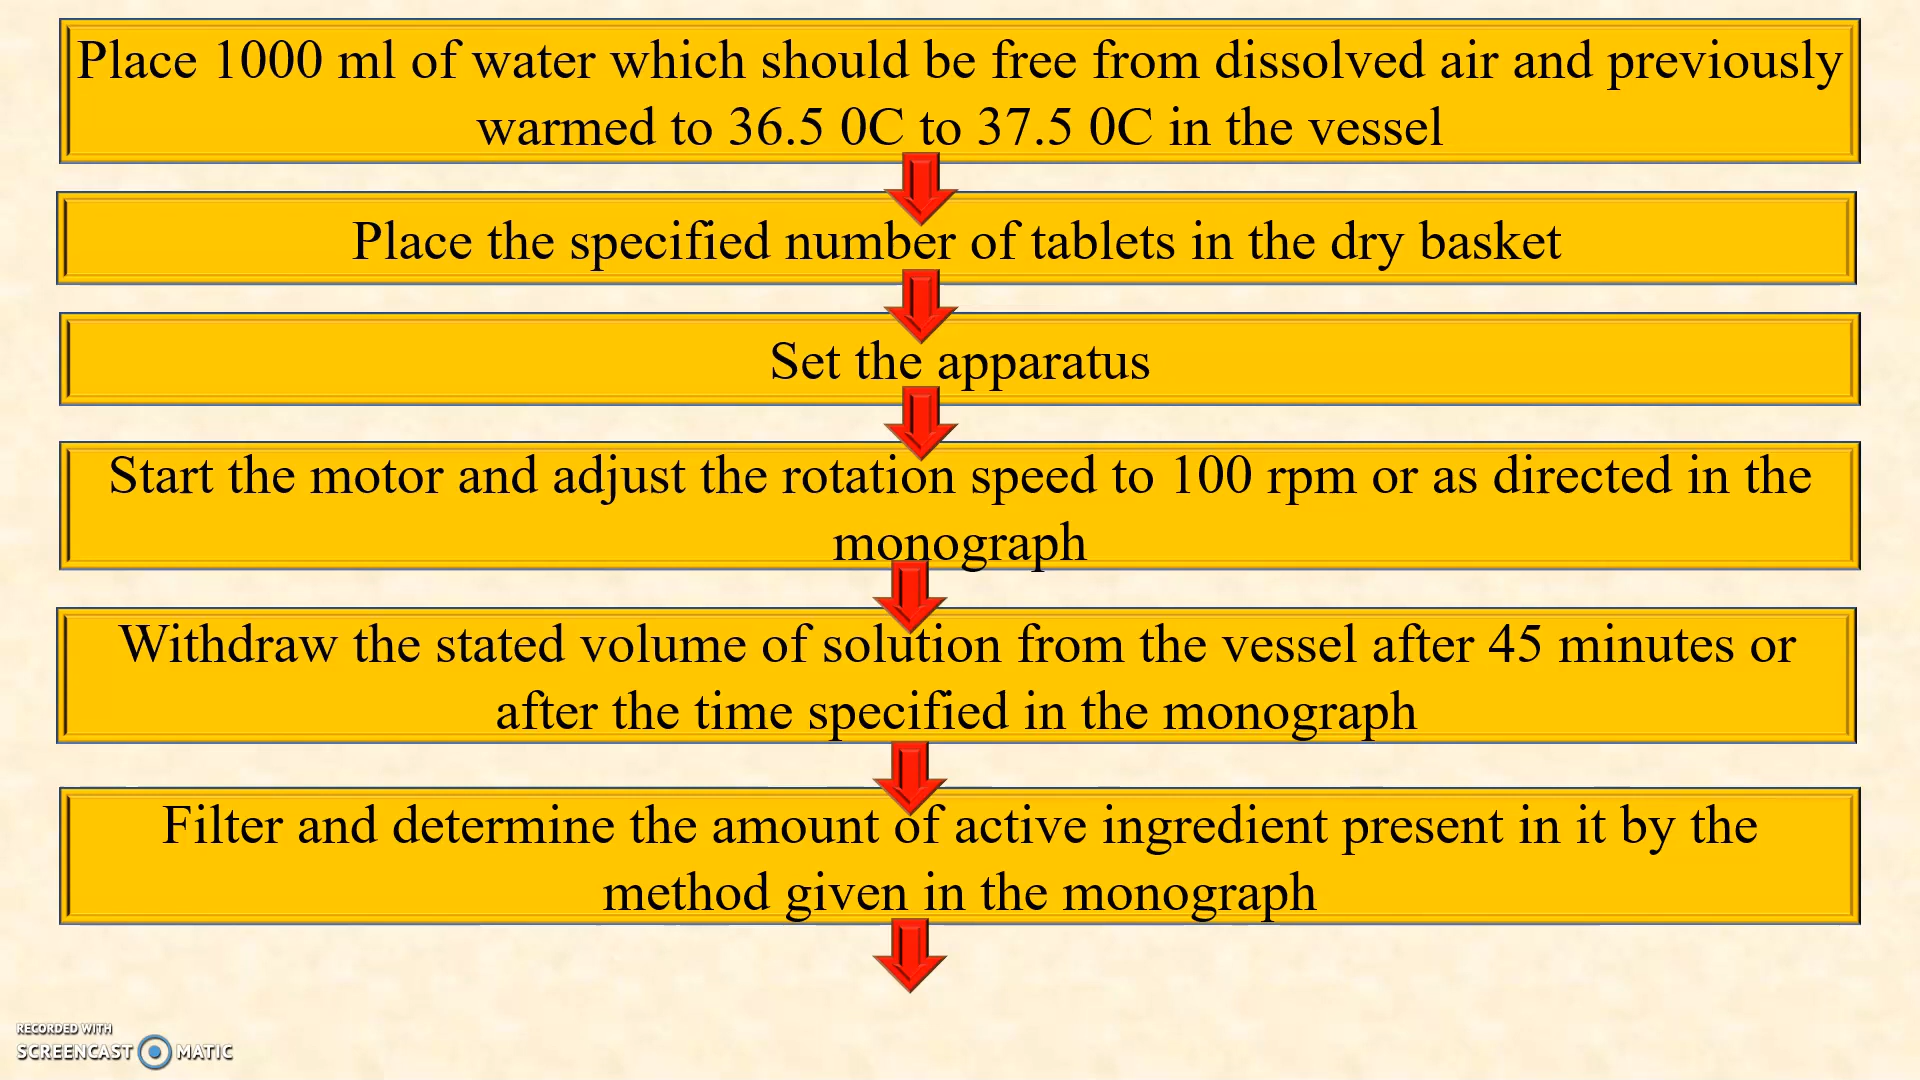 Place 1000 ml of water which should be free from dissolved air and previously
warmed to 36.5 0C to 37.5 0C in the vessel
Place the specified number of tablets in the dry basket
Set the apparatus
Start the motor and adjust the rotation speed to 100 rpm or as directed in the
monograph
Withdraw the stated volume of solution from the vessel after 45 minutes or
after the time specified in the monograph
Filter and determine the amount of active ingredient present in it by the
method given in the monograph
RECORDED WITH
SCREENCAST MATIC